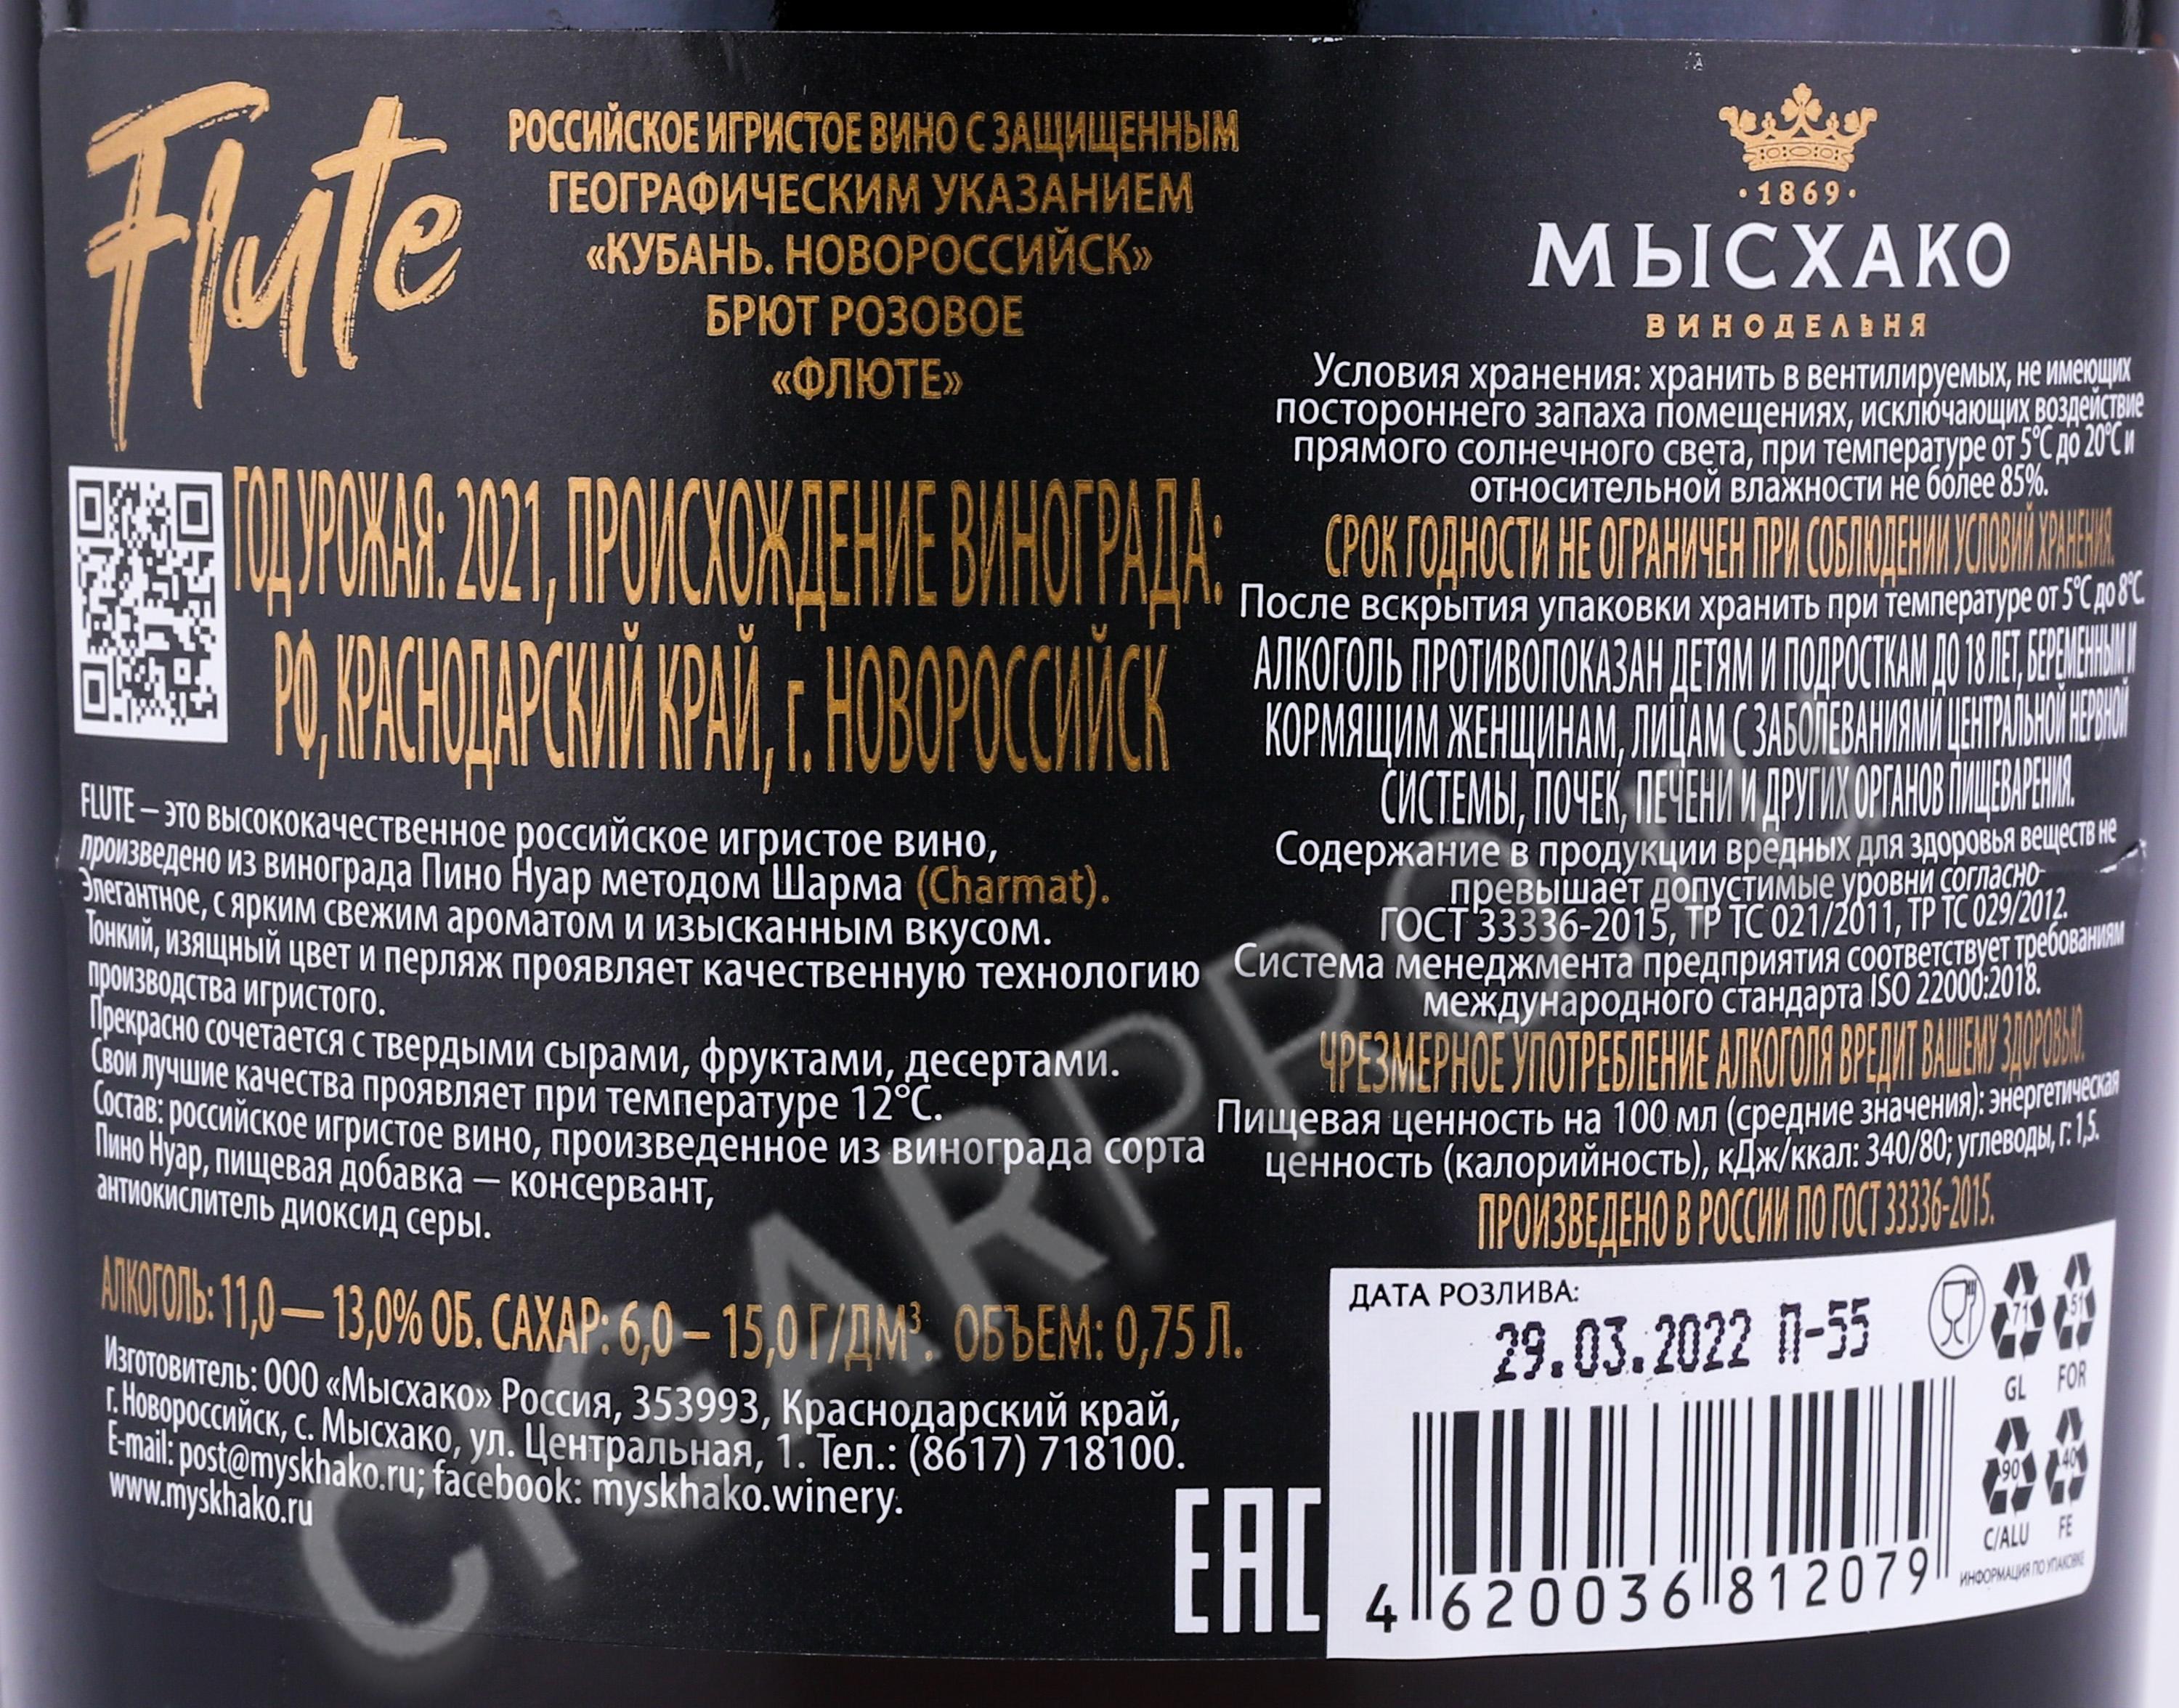 Flute
РОССИЙСКОЕ ИГРИСТОЕ ВИНО С ЗАЩИЩЕННЫМ
ГЕОГРАФИЧЕСКИМ УКАЗАНИЕМ
«КУБАНЬ. НОВОРОССИЙСК»
БРЮТ РОЗОВОЕ
«ФЛЮТЕ»
ГОД УРОЖАЯ: 2021, ПРОИСХОЖДЕНИЕ ВИНОГРАДА:
РФ, КРАСНОДАРСКИЙ КРАЙ, г. НОВОРОССИЙСК
FLUTE – это высококачественное российское игристое вино,
произведено из винограда Пино Нуар методом Шарма (Charmat).
Элегантное, с ярким свежим ароматом и изысканным вкусом.
Тонкий, изящный цвет и перляж проявляет качественную технологию
производства игристого.
Прекрасно сочетается с твердыми сырами, фруктами, десертами.
Свои лучшие качества проявляет при температуре 12°С.
Состав: российское игристое вино, произведенное из винограда сорта
Пино Нуар, пищевая добавка — консервант,
антиокислитель диоксид серы.
АЛКОГОЛЬ: 11,0 — 13,0% ОБ. САХАР: 6,0 – 15,0 Г/ДМ³. ОБЪЕМ: 0,75 Л.
Изготовитель: ООО «Мысхако» Россия, 353993, Краснодарский край,
г. Новороссийск, с. Мысхако, ул. Центральная, 1. Тел.: (8617) 718100.
E-mail: post@myskhako.ru; facebook: myskhako.winery.
www.myskhako.ru
EAC
·1869·
МЫСХАКО
ВИНОДЕЛЬНЯ
Условия хранения: хранить в вентилируемых, не имеющих
постороннего запаха помещениях, исключающих воздействие
прямого солнечного света, при температуре от 5°С до 20°С и
относительной влажности не более 85%.
СРОК ГОДНОСТИ НЕ ОГРАНИЧЕН ПРИ СОБЛЮДЕНИИ УСЛОВИЙ ХРАНЕНИЯ.
После вскрытия упаковки хранить при температуре от 5°С до 8°С.
АЛКОГОЛЬ ПРОТИВОПОКАЗАН ДЕТЯМ И ПОДРОСТКАМ ДО 18 ЛЕТ, БЕРЕМЕННЫМ И
КОРМЯЩИМ ЖЕНЩИНАМ, ЛИЦАМ С ЗАБОЛЕВАНИЯМИ ЦЕНТРАЛЬНОЙ НЕРВНОЙ
СИСТЕМЫ, ПОЧЕК, ПЕЧЕНИ И ДРУГИХ ОРГАНОВ ПИЩЕВАРЕНИЯ.
Содержание в продукции вредных для здоровья веществ не
превышает допустимые уровни согласно
ГОСТ 33336-2015, ТР ТС 021/2011, ТР ТС 029/2012.
Система менеджмента предприятия соответствует требованиям
международного стандарта ISO 22000:2018.
ЧРЕЗМЕРНОЕ УПОТРЕБЛЕНИЕ АЛКОГОЛЯ ВРЕДИТ ВАШЕМУ ЗДОРОВЬЮ.
Пищевая ценность на 100 мл (средние значения): энергетическая
ценность (калорийность), кДж/ккал: 340/80; углеводы, г: 1,5.
ПРОИЗВЕДЕНО В РОССИИ ПО ГОСТ 33336-2015.
ДАТА РОЗЛИВА:
29.03.2022 П-55
71 51
GL FOR
90 40
C/ALU FE
ИНФОРМАЦИЯ ПО УПАКОВКЕ
4 620036 812079
CIGARPRO.ru